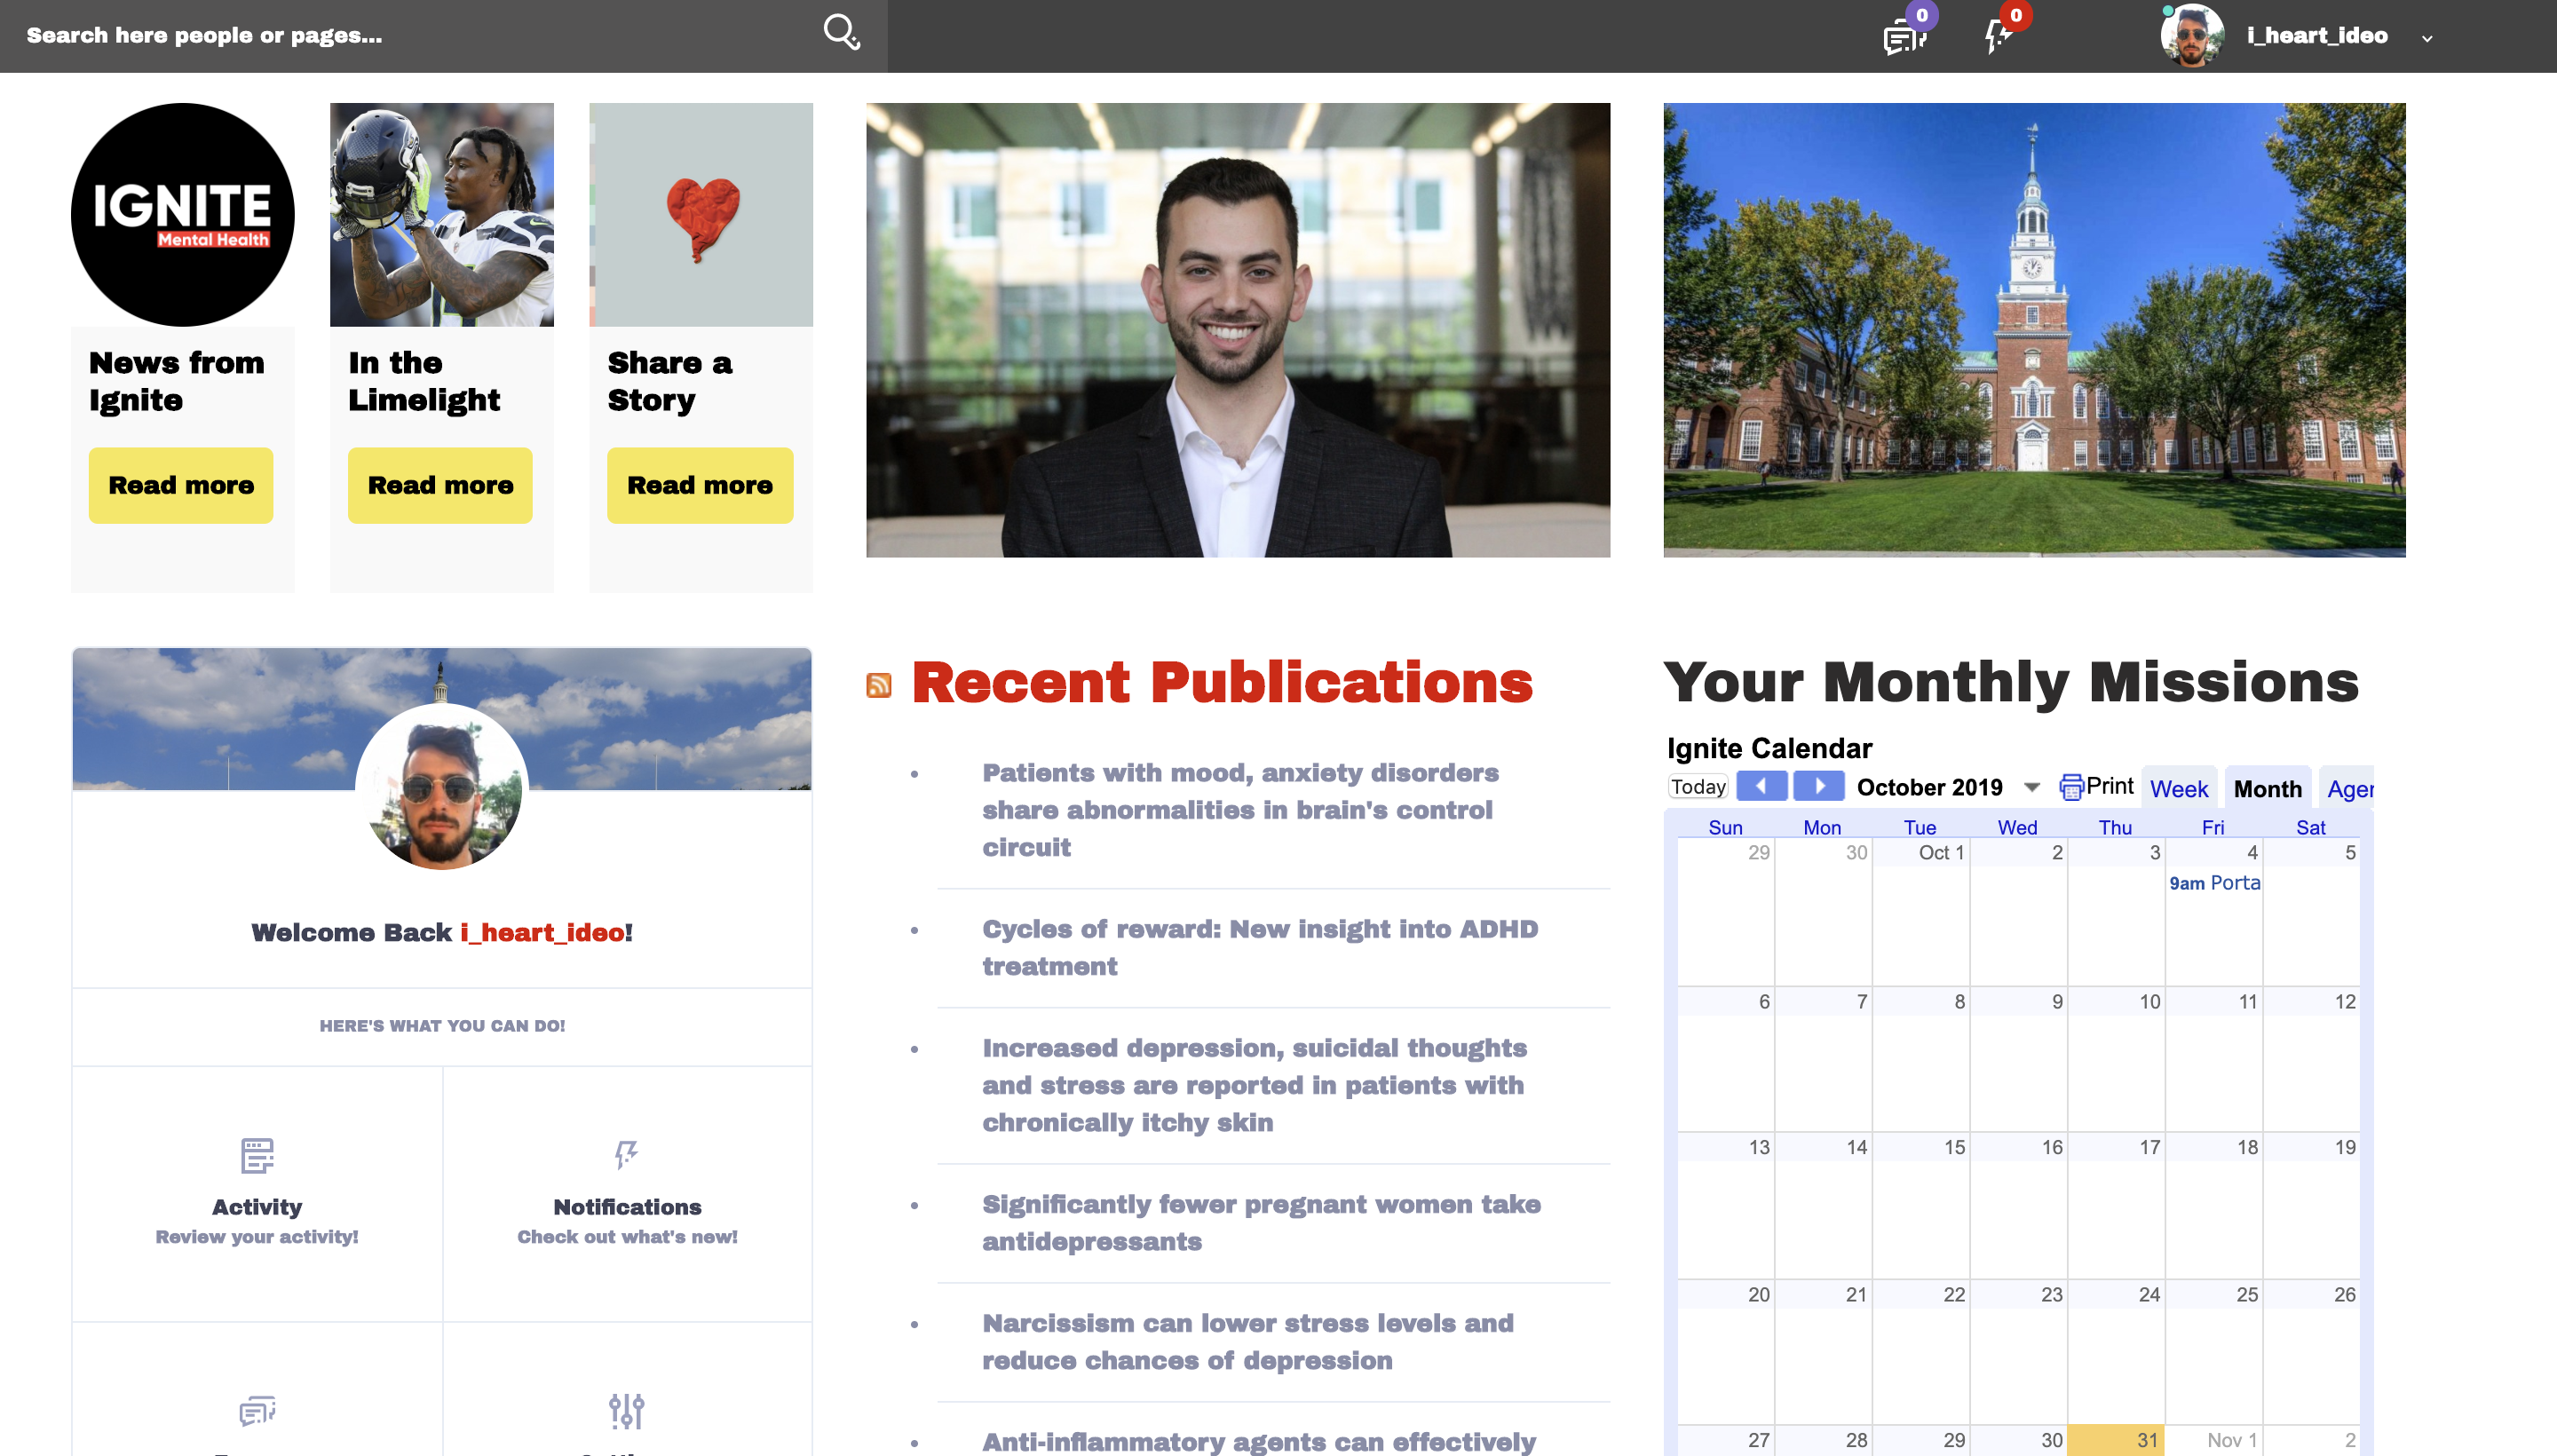 Search here people or pages...
0
0
i_heart_ideo
IGNITE
Mental Health
News from
Ignite
Read more
In the
Limelight
Read more
Share a
Story
Read more
Welcome Back i_heart_ideo!
HERE'S WHAT YOU CAN DO!
Activity
Review your activity!
Notifications
Check out what's new!
Recent Publications
• Patients with mood, anxiety disorders
share abnormalities in brain's control
circuit
• Cycles of reward: New insight into ADHD
treatment
• Increased depression, suicidal thoughts
and stress are reported in patients with
chronically itchy skin
• Significantly fewer pregnant women take
antidepressants
• Narcissism can lower stress levels and
reduce chances of depression
• Anti-inflammatory agents can effectively
Your Monthly Missions
Ignite Calendar
Today October 2019 Print Week Month Agen
Sun Mon Tue Wed Thu Fri Sat
29 30 Oct 1 2 3 4 5
9am Porta
6 7 8 9 10 11 12
13 14 15 16 17 18 19
20 21 22 23 24 25 26
27 28 29 30 31 Nov 1 2